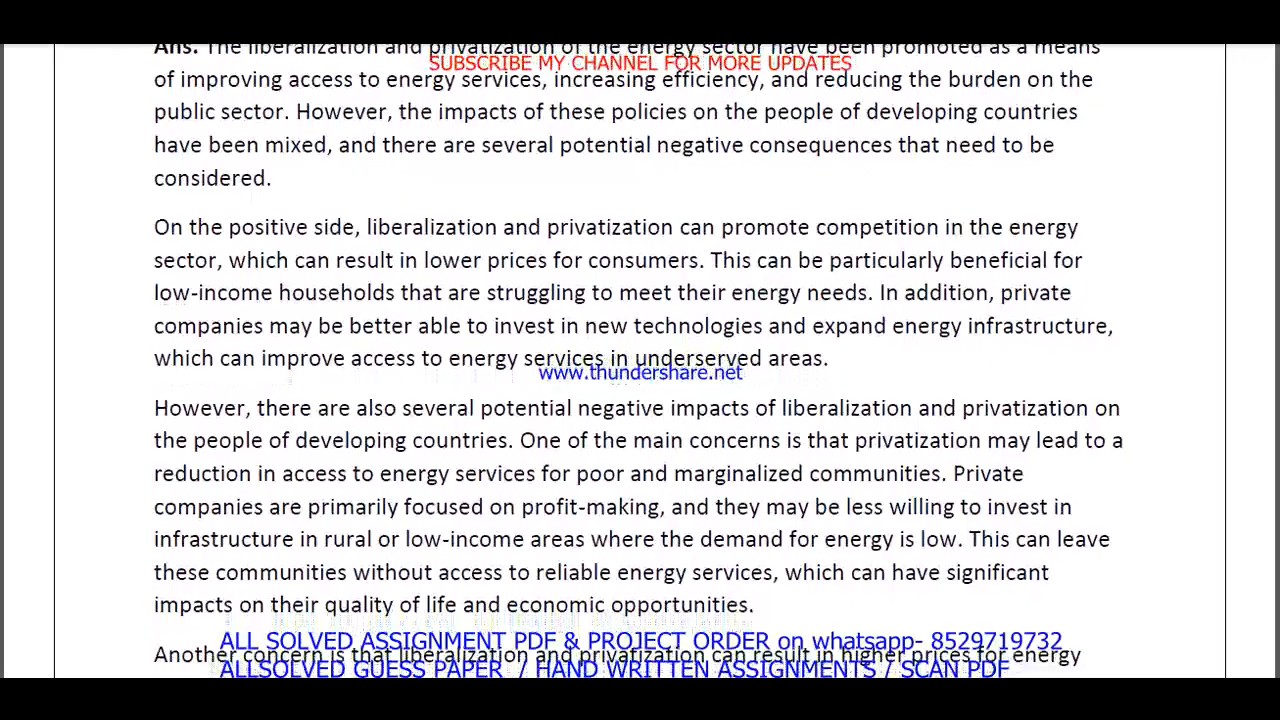 Ans. The liberalization and privatization of the energy sector have been promoted as a means
SUBSCRIBE MY CHANNEL FOR MORE UPDATES
of improving access to energy services, increasing efficiency, and reducing the burden on the
public sector. However, the impacts of these policies on the people of developing countries
have been mixed, and there are several potential negative consequences that need to be
considered.
On the positive side, liberalization and privatization can promote competition in the energy
sector, which can result in lower prices for consumers. This can be particularly beneficial for
low-income households that are struggling to meet their energy needs. In addition, private
companies may be better able to invest in new technologies and expand energy infrastructure,
which can improve access to energy services in underserved areas.
www.thundershare.net
However, there are also several potential negative impacts of liberalization and privatization on
the people of developing countries. One of the main concerns is that privatization may lead to a
reduction in access to energy services for poor and marginalized communities. Private
companies are primarily focused on profit-making, and they may be less willing to invest in
infrastructure in rural or low-income areas where the demand for energy is low. This can leave
these communities without access to reliable energy services, which can have significant
impacts on their quality of life and economic opportunities.
ALL SOLVED ASSIGNMENT PDF & PROJECT ORDER on whatsapp- 8529719732
Another concern is that liberalization and privatization can result in higher prices for energy
ALLSOLVED GUESS PAPER / HAND WRITTEN ASSIGNMENTS / SCAN PDF